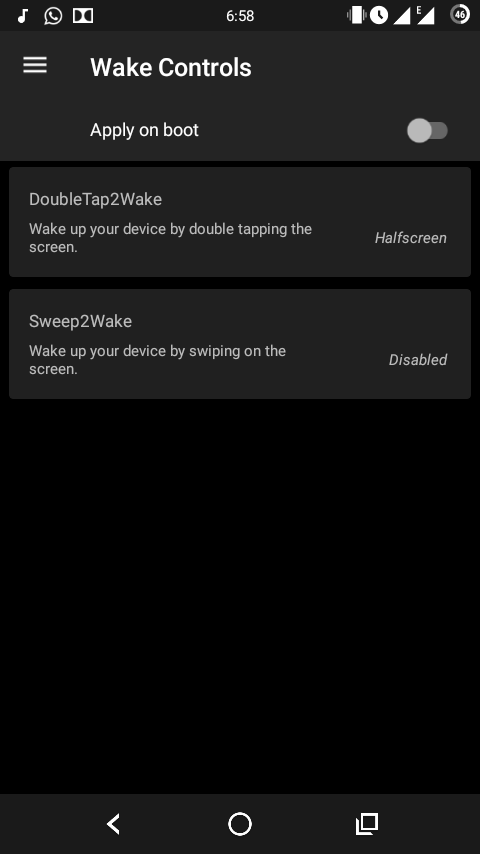 6:58
E
46
Wake Controls
Apply on boot
DoubleTap2Wake
Wake up your device by double tapping the
screen.
Halfscreen
Sweep2Wake
Wake up your device by swiping on the
screen.
Disabled